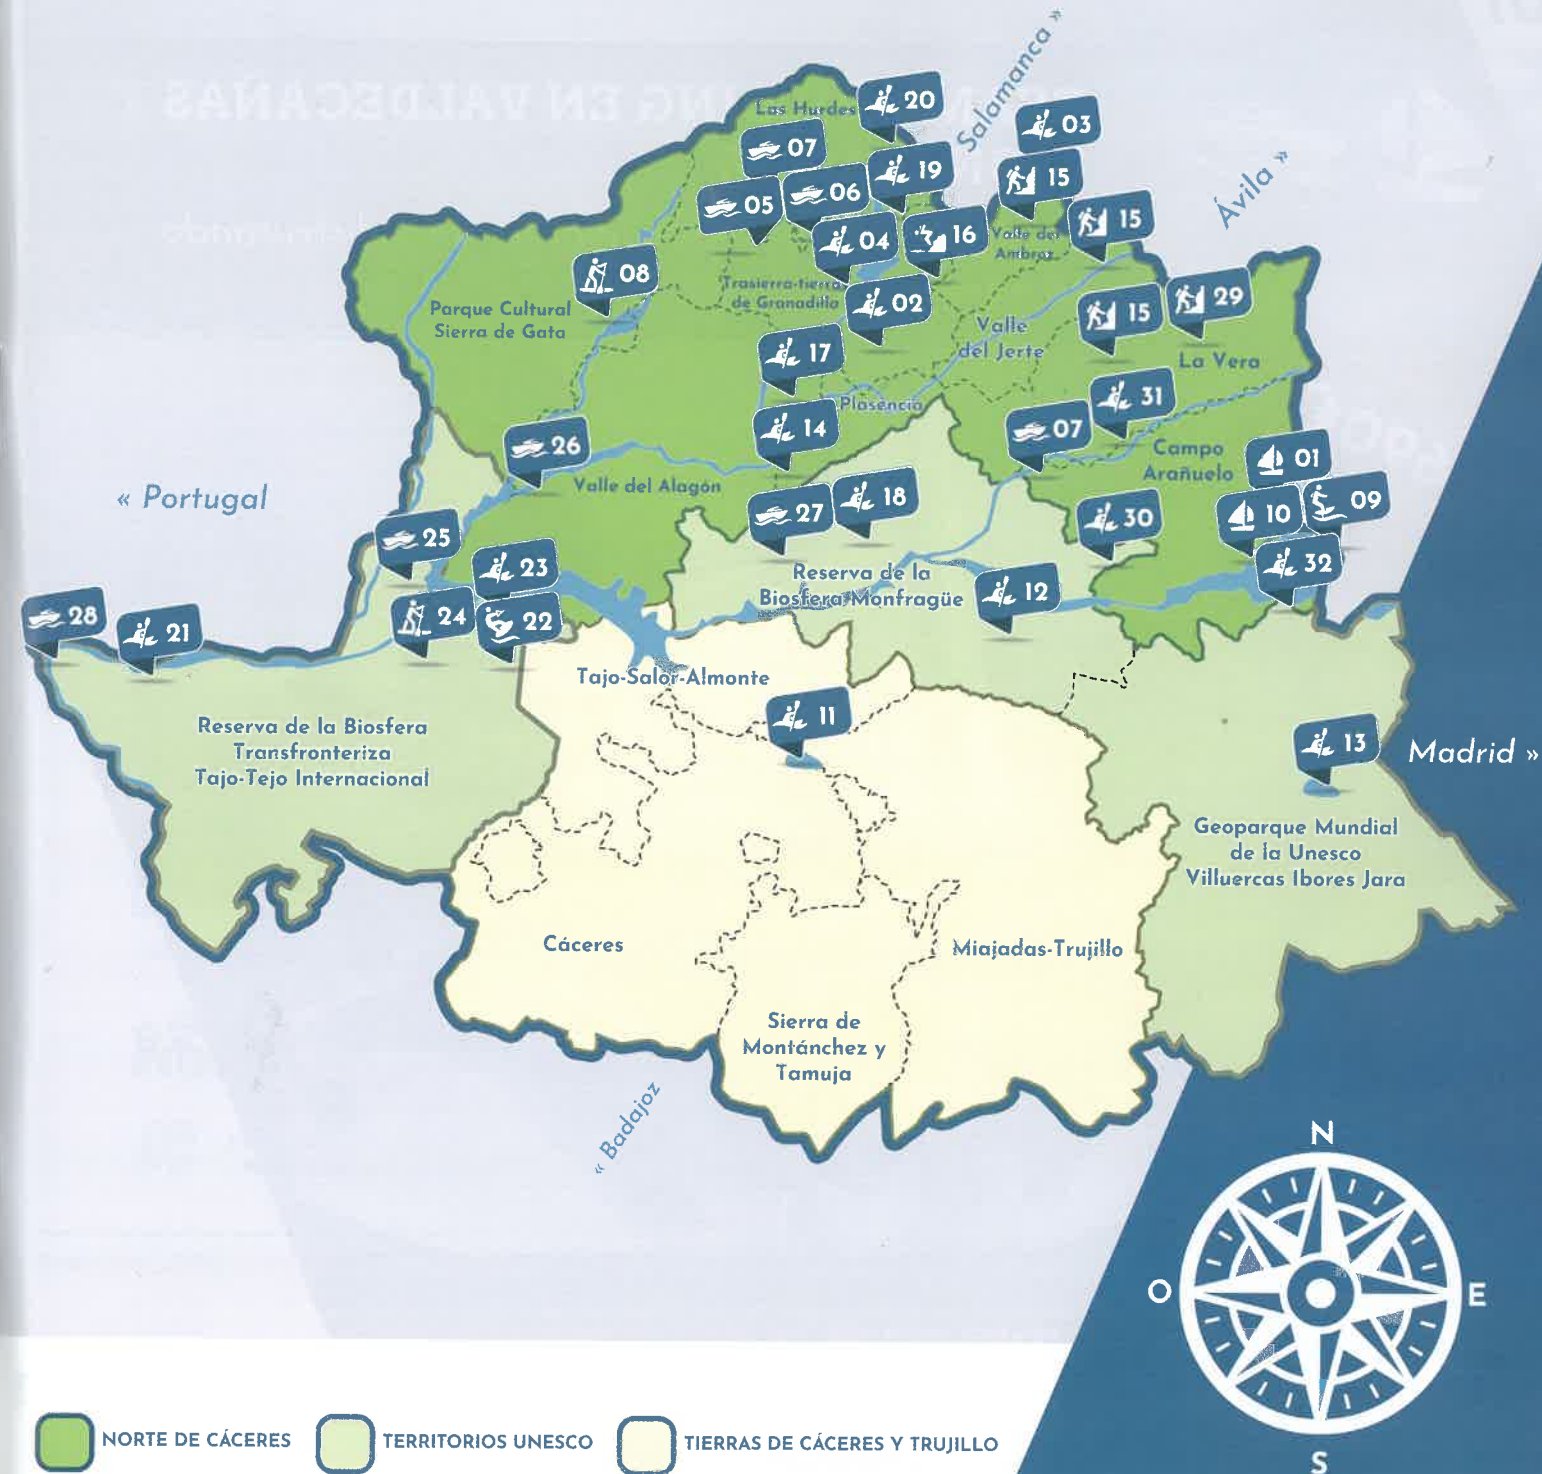 Salamanca »
Las Hurdes
20
03
07
19
15
Ávila »
05
06
04
16
Valle del
Ambroz
15
08
Trasierra-tierras
de Granadilla
02
Parque Cultural
Sierra de Gata
Valle
del Jerte
15
29
17
La Vera
Plasencia
31
14
07
26
Campo
Arañuelo
01
« Portugal
Valle del Alagón
27
18
30
10
09
25
23
Reserva de la
Biosfera Monfragüe
12
32
28
21
24
22
Tajo-Salor-Almonte
11
Reserva de la Biosfera
Transfronteriza
Tajo-Tejo Internacional
13
Madrid »
Geoparque Mundial
de la Unesco
Villuercas Ibores Jara
Cáceres
Miajadas-Trujillo
Sierra de
Montánchez y
Tamuja
« Badajoz
N
O
E
S
NORTE DE CÁCERES
TERRITORIOS UNESCO
TIERRAS DE CÁCERES Y TRUJILLO